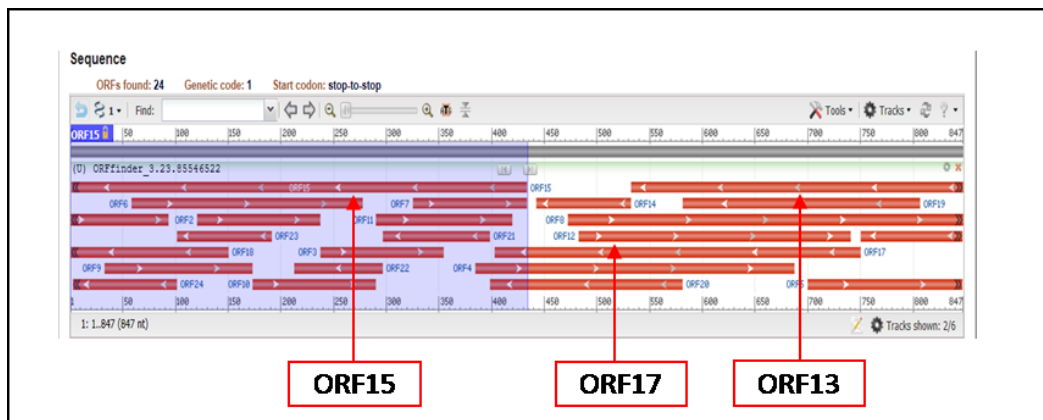 Sequence
ORFs found: 24 Genetic code: 1 Start codon: stop-to-stop
1 Find: Tools Tracks ?
ORF15 50 100 150 200 250 300 350 400 450 500 550 600 650 700 750 800 847
(U) ORFfinder_3.23.85546522
ORF15 ORF15
ORF6 ORF7 ORF14 ORF19
ORF2 ORF11 ORF8
ORF23 ORF21 ORF12
ORF18 ORF3 ORF17
ORF9 ORF22 ORF4
ORF24 ORF10 ORF20 ORF5
1 50 100 150 200 250 300 350 400 450 500 550 600 650 700 750 800 847
1: 1..847 (847 nt) Tracks shown: 2/6
ORF15 ORF17 ORF13